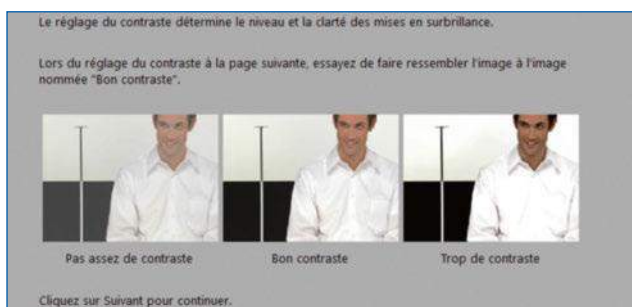 Le réglage du contraste détermine le niveau et la clarté des mises en surbrillance.
Lors du réglage du contraste à la page suivante, essayez de faire ressembler l'image à l'image
nommée "Bon contraste".
Pas assez de contraste
Bon contraste
Trop de contraste
Cliquez sur Suivant pour continuer.